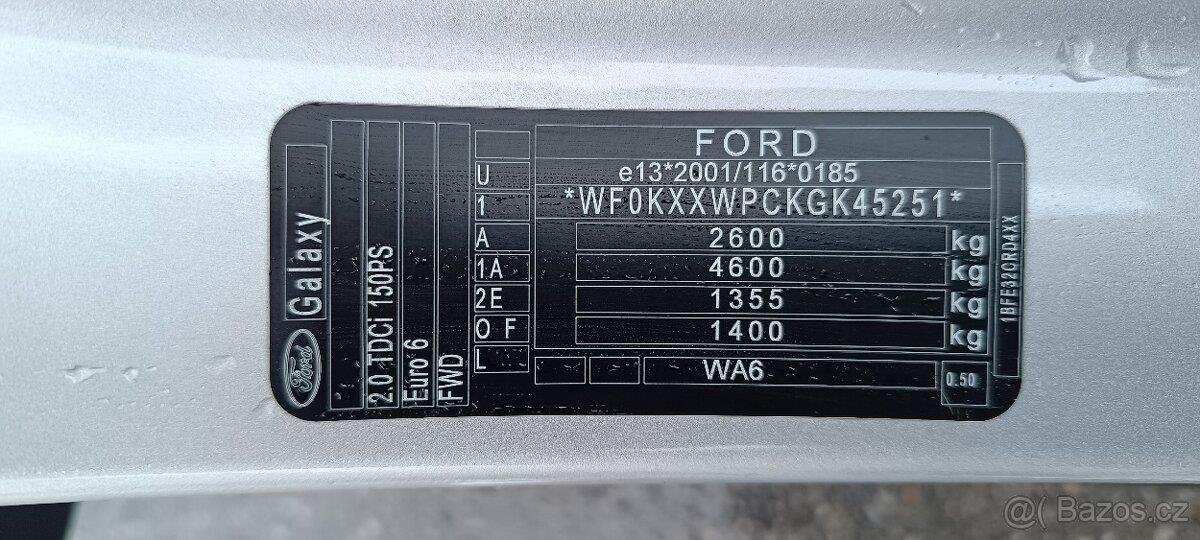 Galaxy
Ford
2.0 TDCi 150PS
Euro 6
FWD
U
1
A
1A
2E
O F
L
FORD
e13*2001/116*0185
*WF0KXXWPCKGK45251*
2600 kg
4600 kg
1355 kg
1400 kg
WA6
0.50
1BFE32CRD4XX
@ Bazos.cz